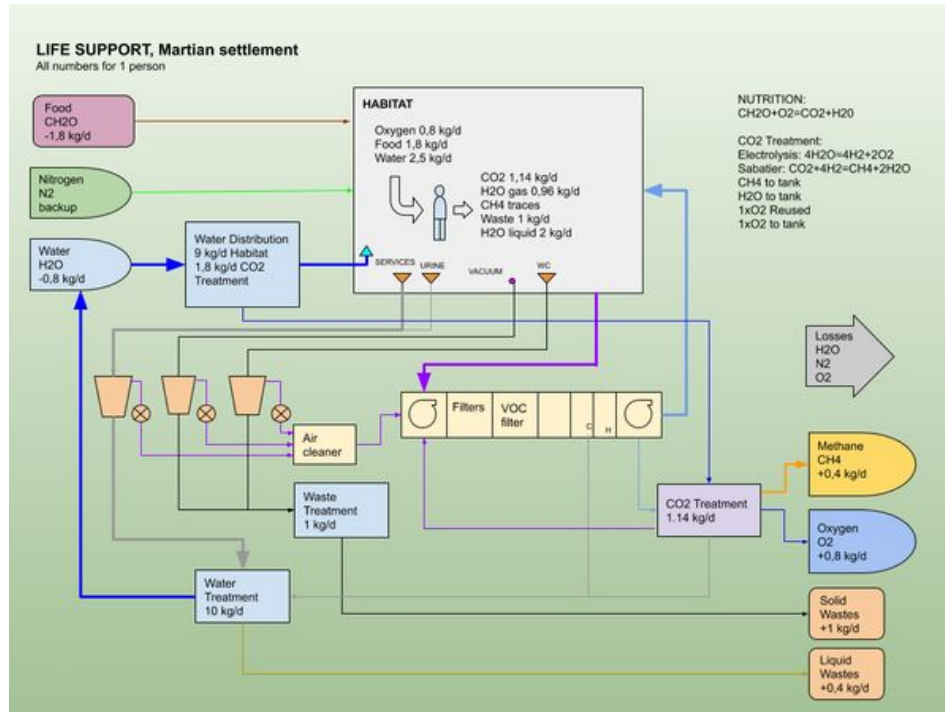 LIFE SUPPORT, Martian settlement
All numbers for 1 person
Food
CH2O
-1,8 kg/d
Nitrogen
N2
backup
Water
H2O
-0,8 kg/d
Water Distribution
9 kg/d Habitat
1,8 kg/d CO2
Treatment
HABITAT
Oxygen 0,8 kg/d
Food 1,8 kg/d
Water 2,5 kg/d
CO2 1,14 kg/d
H2O gas 0,96 kg/d
CH4 traces
Waste 1 kg/d
H2O liquid 2 kg/d
SERVICES
URINE
VACUUM
WC
NUTRITION:
CH2O+O2=CO2+H20
CO2 Treatment:
Electrolysis: 4H2O=4H2+2O2
Sabatier: CO2+4H2=CH4+2H2O
CH4 to tank
H2O to tank
1xO2 Reused
1xO2 to tank
Losses
H2O
N2
O2
Filters
VOC
filter
C
H
Air
cleaner
Waste
Treatment
1 kg/d
CO2 Treatment
1.14 kg/d
Water
Treatment
10 kg/d
Methane
CH4
+0,4 kg/d
Oxygen
O2
+0,8 kg/d
Solid
Wastes
+1 kg/d
Liquid
Wastes
+0,4 kg/d